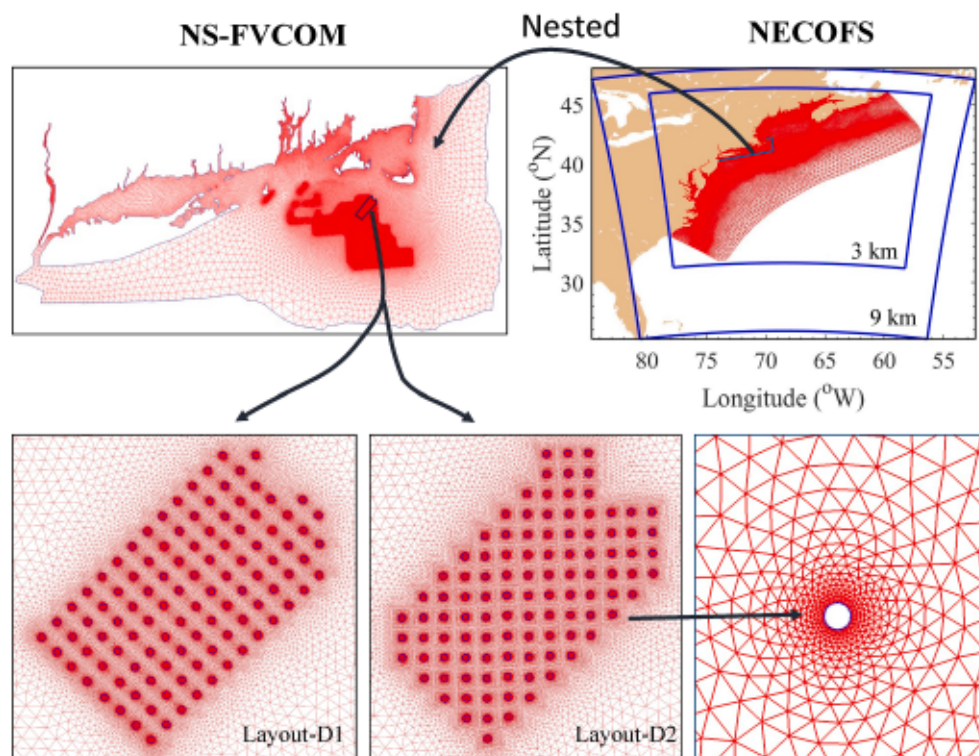 NS-FVCOM
Nested
NECOFS
45
40
35
30
Latitude (°N)
3 km
9 km
80 75 70 65 60 55
Longitude (°W)
Layout-D1
Layout-D2